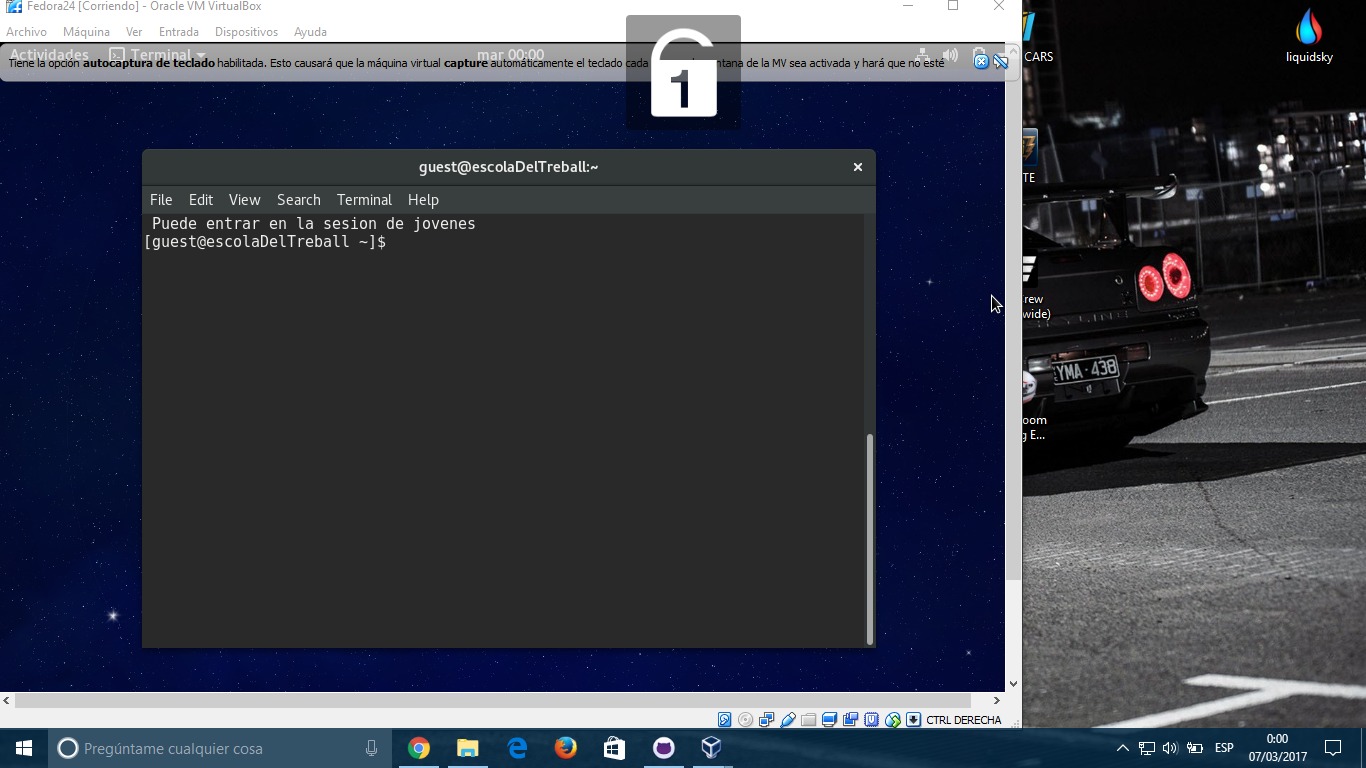 Fedora24 [Corriendo] - Oracle VM VirtualBox
Archivo Máquina Ver Entrada Dispositivos Ayuda
Actividades Terminal mar 00:00
Tiene la opción autocaptura de teclado habilitada. Esto causará que la máquina virtual capture automáticamente el teclado cada ntana de la MV sea activada y hará que no esté
1
guest@escolaDelTreball:~
File Edit View Search Terminal Help
Puede entrar en la sesion de jovenes
[guest@escolaDelTreball ~]$
CTRL DERECHA
CARS
liquidsky
TE
rew
wide)
oom
g E...
YMA·438
Pregúntame cualquier cosa
ESP
0:00
07/03/2017